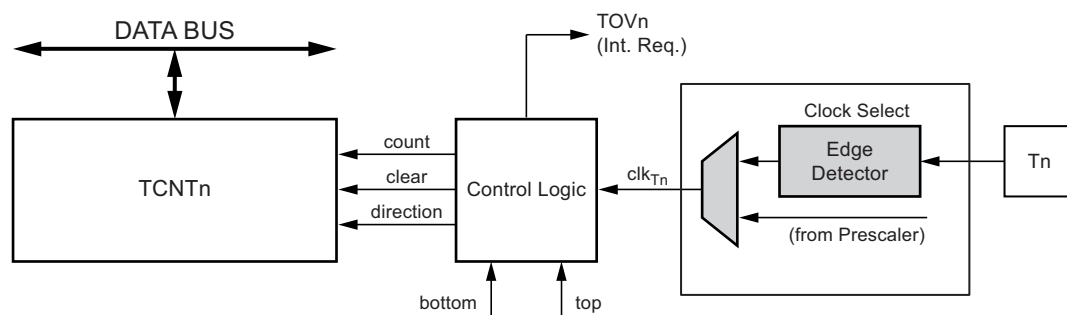 TOVn
(Int. Req.)
DATA BUS
Clock Select
Edge
Detector
Tn
count
TCNTn
clear
Control Logic
clkTn
direction
(from Prescaler)
bottom
top